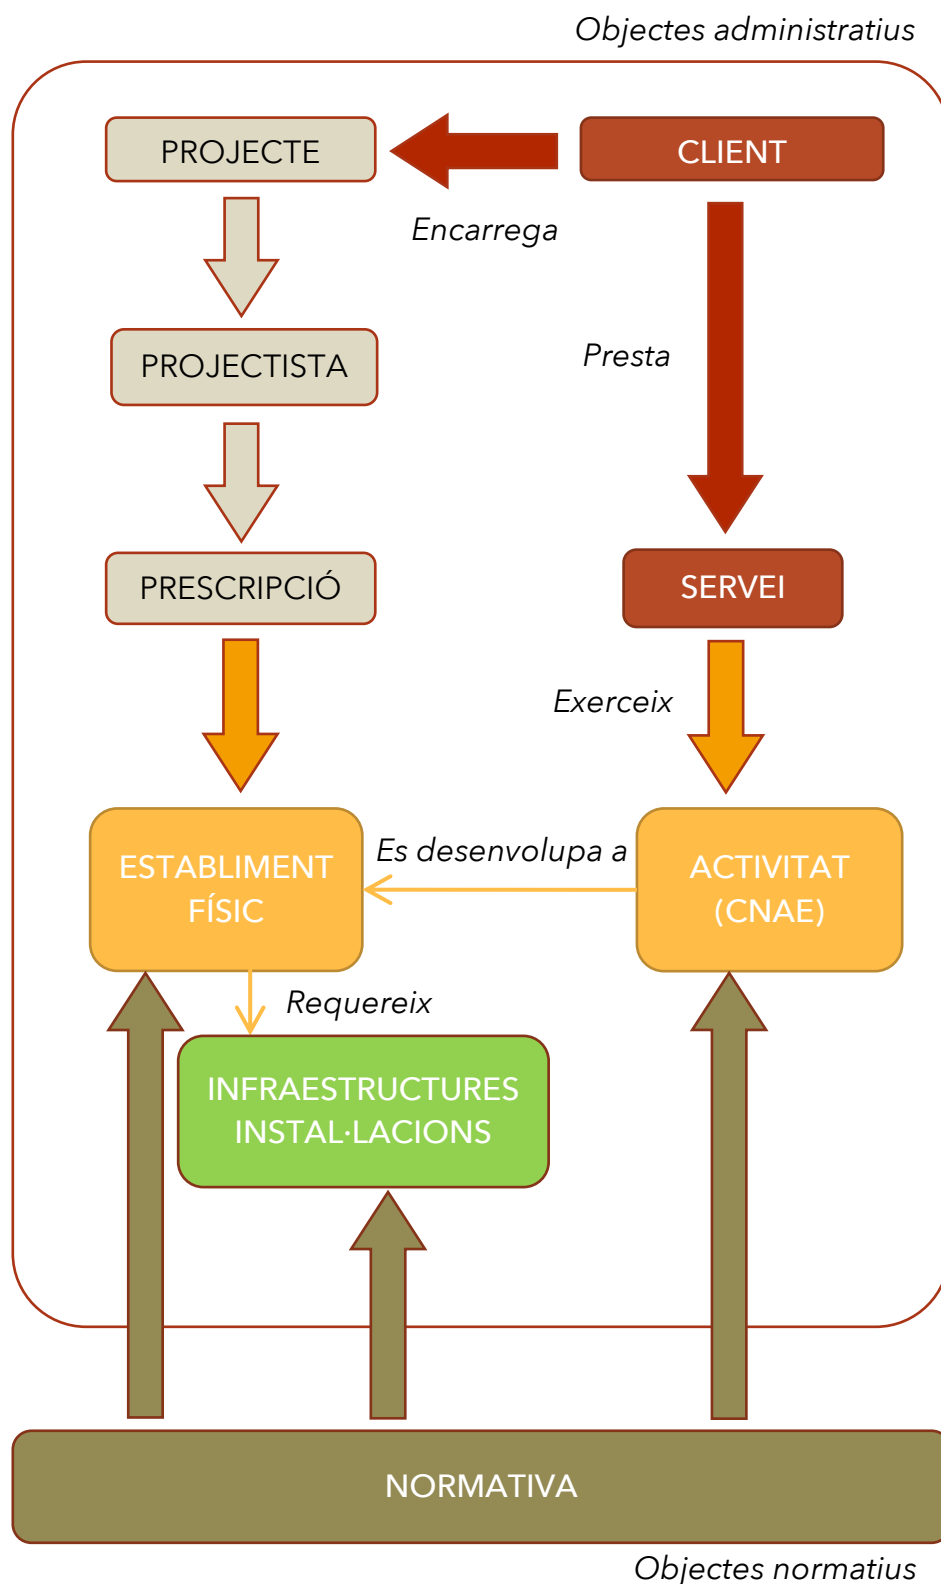 Objectes administratius
PROJECTE
CLIENT
Encarrega
PROJECTISTA
Presta
PRESCRIPCIÓ
SERVEI
Exerceix
ESTABLIMENT
FÍSIC
Es desenvolupa a
ACTIVITAT
(CNAE)
Requereix
INFRAESTRUCTURES
INSTAL·LACIONS
NORMATIVA
Objectes normatius